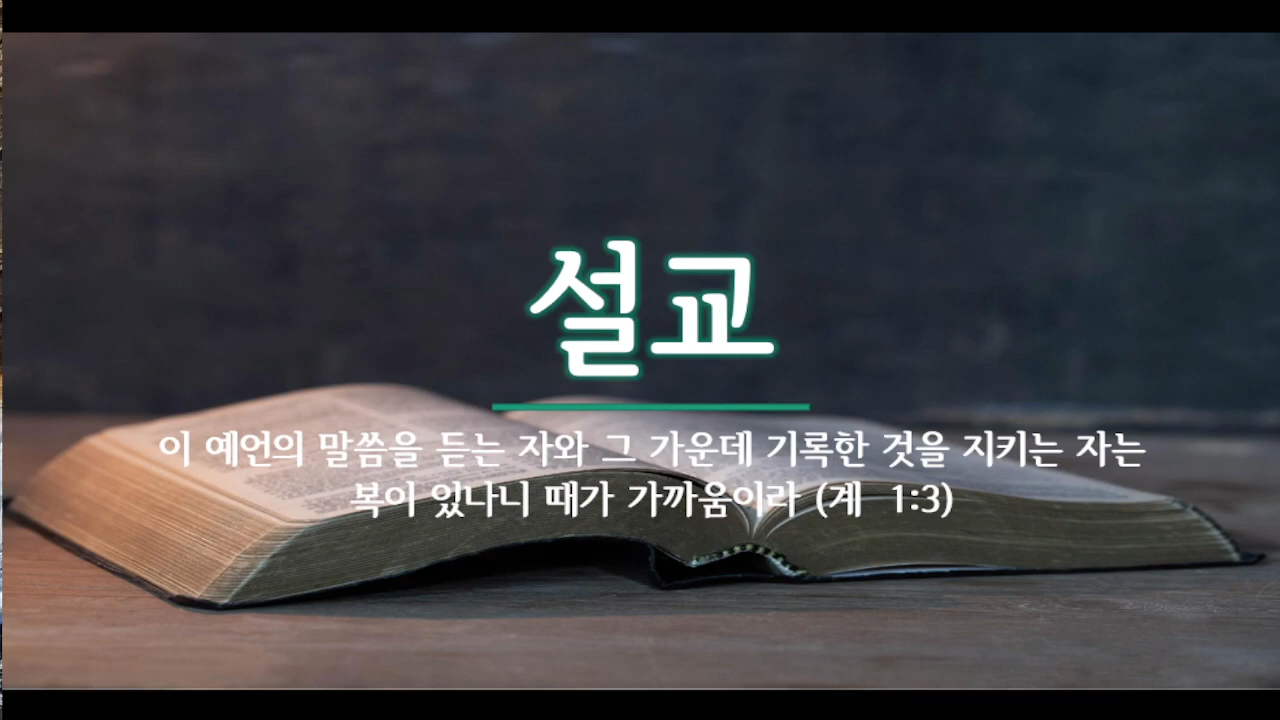 설교
이 예언의 말씀을 듣는 자와 그 가운데 기록한 것을 지키는 자는
복이 있나니 때가 가까움이라 (계 1:3)